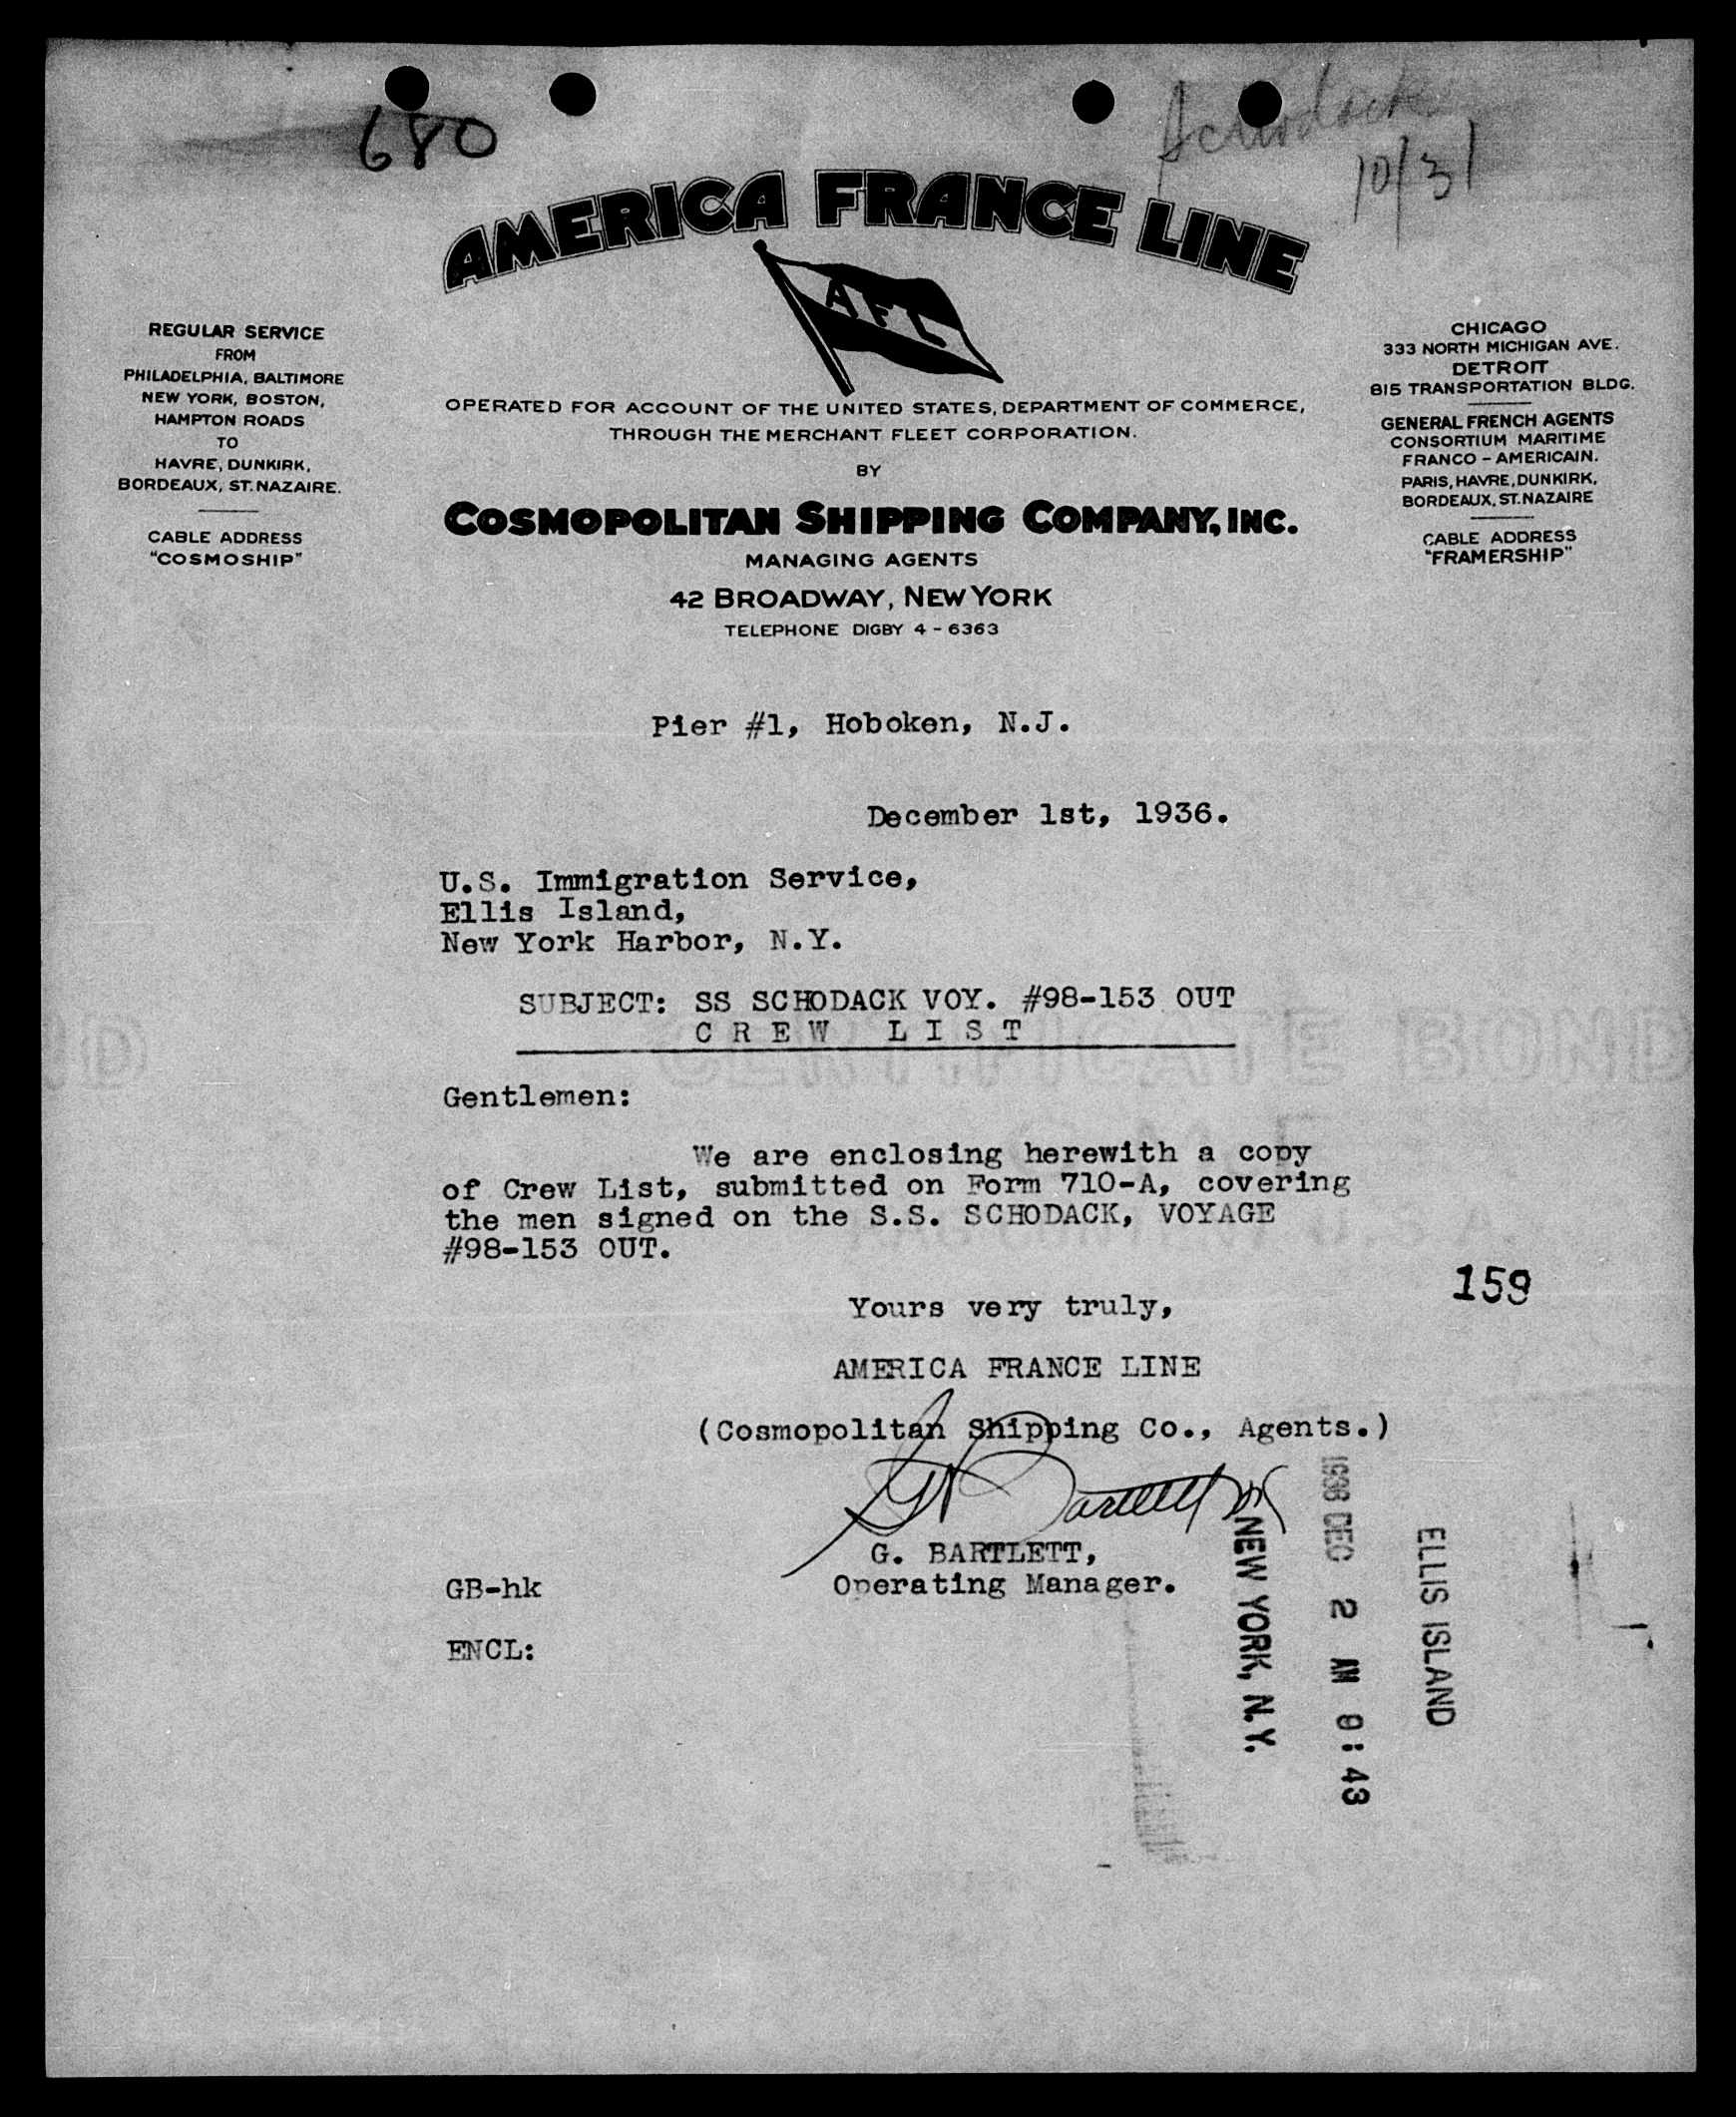 680
Schodack
10/31
AMERICA FRANCE LINE
AFL
REGULAR SERVICE
FROM
PHILADELPHIA, BALTIMORE
NEW YORK, BOSTON,
HAMPTON ROADS
TO
HAVRE, DUNKIRK,
BORDEAUX, ST. NAZAIRE.
CABLE ADDRESS
"COSMOSHIP"
OPERATED FOR ACCOUNT OF THE UNITED STATES, DEPARTMENT OF COMMERCE,
THROUGH THE MERCHANT FLEET CORPORATION.
BY
COSMOPOLITAN SHIPPING COMPANY, INC.
MANAGING AGENTS
42 BROADWAY, NEW YORK
TELEPHONE DIGBY 4-6363
CHICAGO
333 NORTH MICHIGAN AVE.
DETROIT
815 TRANSPORTATION BLDG.
GENERAL FRENCH AGENTS
CONSORTIUM MARITIME
FRANCO-AMERICAIN.
PARIS, HAVRE, DUNKIRK,
BORDEAUX, ST. NAZAIRE
CABLE ADDRESS
"FRAMERSHIP"
Pier #1, Hoboken, N.J.
December 1st, 1936.
U.S. Immigration Service,
Ellis Island,
New York Harbor, N.Y.
SUBJECT: SS SCHODACK VOY. #98-153 OUT
C R E W L I S T
CERTIFICATE BOND
Gentlemen:
We are enclosing herewith a copy
of Crew List, submitted on Form 710-A, covering
the men signed on the S.S. SCHODACK, VOYAGE
#98-153 OUT.
159
Yours very truly,
AMERICA FRANCE LINE
(Cosmopolitan Shipping Co., Agents.)
G. BARTLETT,
Operating Manager.
GB-hk
ENCL:
ELLIS ISLAND
1936 DEC 2 AM 9:43
NEW YORK, N.Y.